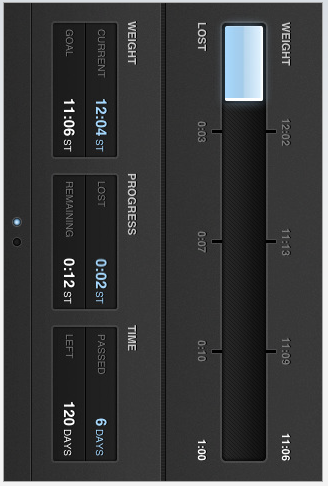 WEIGHT 12:02 11:13 11:09 11:06
LOST 0:03 0:07 0:10 1:00
WEIGHT PROGRESS TIME
CURRENT 12:04 ST LOST 0:02 ST PASSED 6 DAYS
GOAL 11:06 ST REMAINING 0:12 ST LEFT 120 DAYS